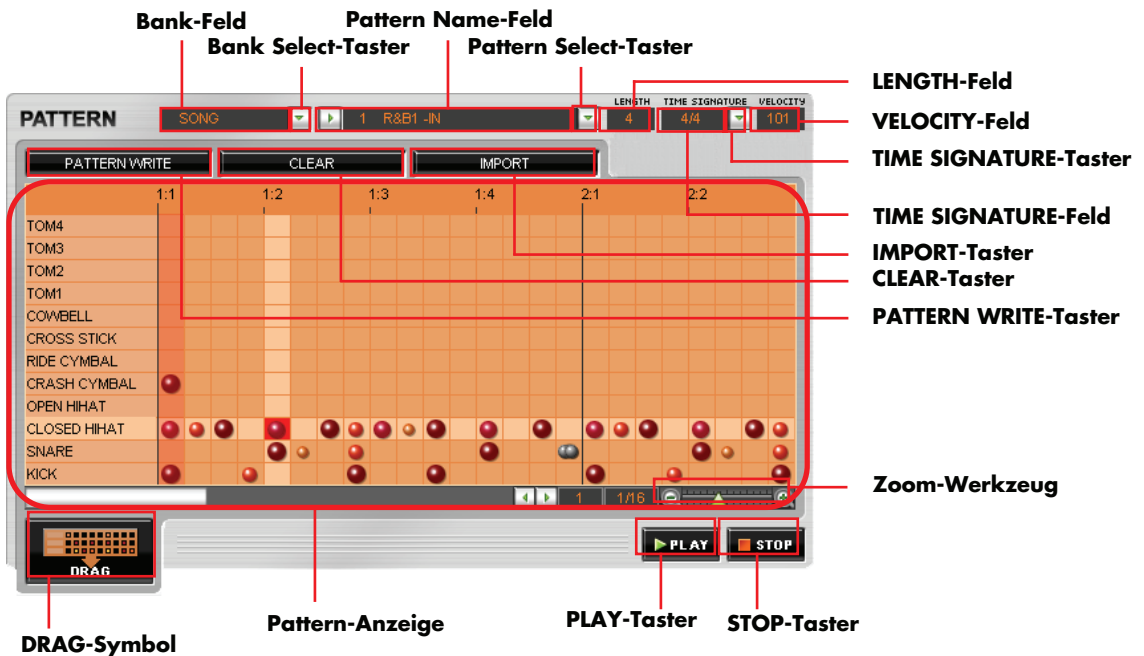 Bank-Feld
Pattern Name-Feld
Bank Select-Taster
Pattern Select-Taster
LENGTH-Feld
VELOCITY-Feld
TIME SIGNATURE-Taster
TIME SIGNATURE-Feld
IMPORT-Taster
CLEAR-Taster
PATTERN WRITE-Taster
Zoom-Werkzeug
LENGTH TIME SIGNATURE VELOCITY
PATTERN SONG 1 R&B1 -IN 4 4/4 101
PATTERN WRITE CLEAR IMPORT
1:1 1:2 1:3 1:4 2:1 2:2
TOM4
TOM3
TOM2
TOM1
COWBELL
CROSS STICK
RIDE CYMBAL
CRASH CYMBAL
OPEN HIHAT
CLOSED HIHAT
SNARE
KICK
1 1/16
DRAG
PLAY STOP
DRAG-Symbol
Pattern-Anzeige
PLAY-Taster
STOP-Taster